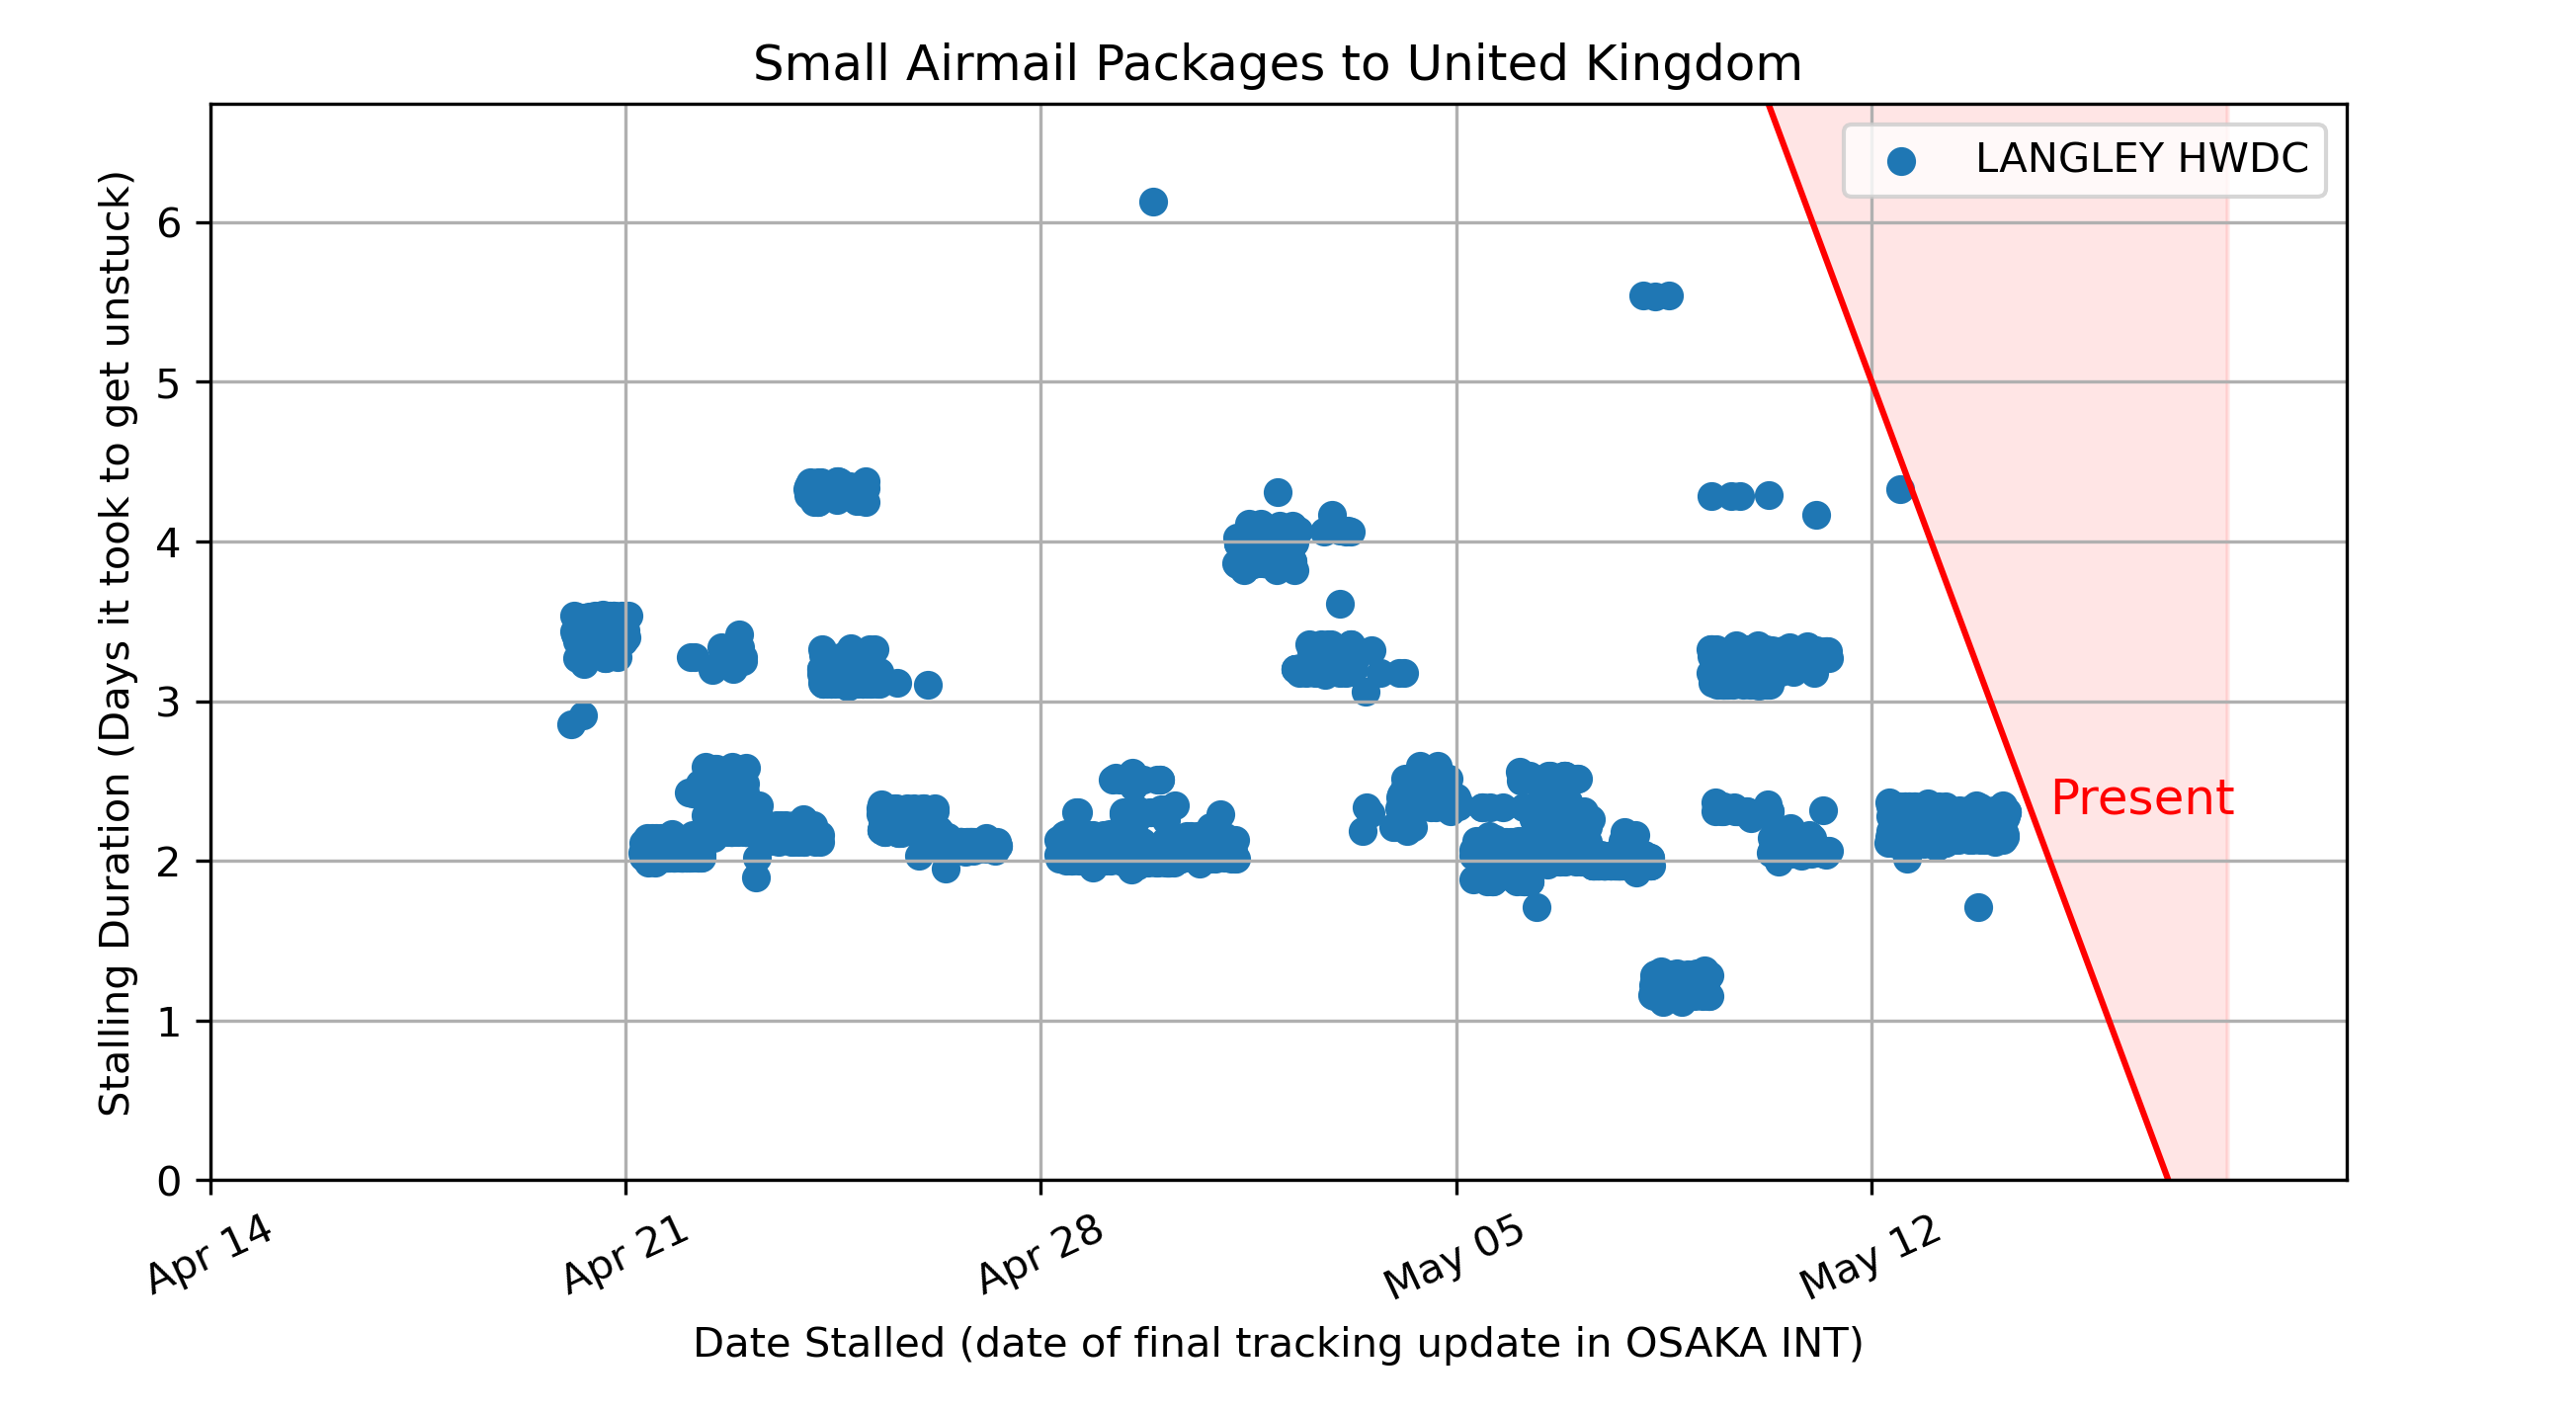 Small Airmail Packages to United Kingdom
LANGLEY HWDC
Stalling Duration (Days it took to get unstuck)
6
5
4
3
2
1
0
Present
Apr 14
Apr 21
Apr 28
May 05
May 12
Date Stalled (date of final tracking update in OSAKA INT)